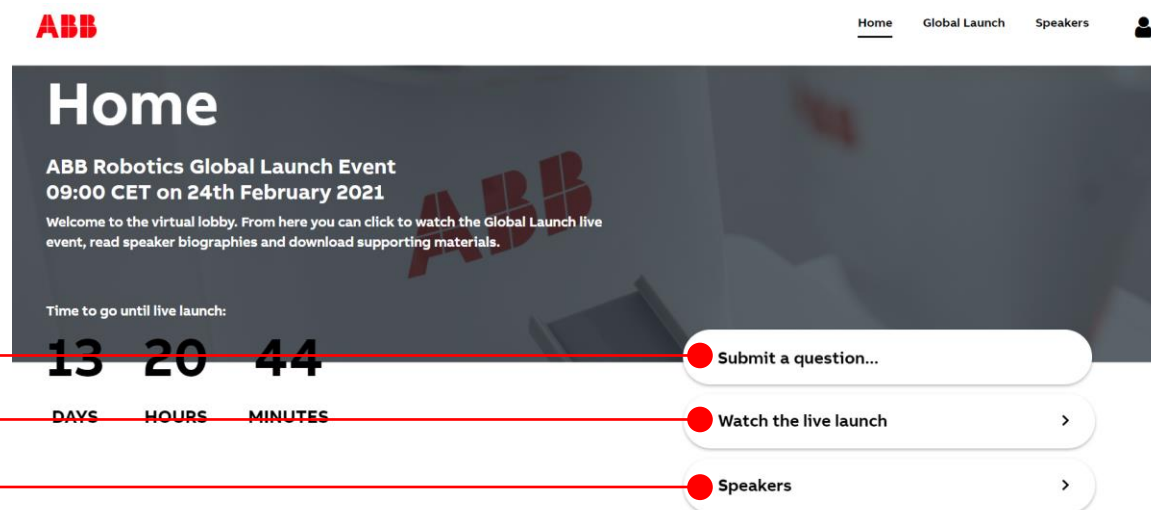 ABB
Home Global Launch Speakers
Home
ABB
ABB Robotics Global Launch Event
09:00 CET on 24th February 2021
Welcome to the virtual lobby. From here you can click to watch the Global Launch live
event, read speaker biographies and download supporting materials.
Time to go until live launch:
13 20 44
DAYS HOURS MINUTES
Submit a question...
Watch the live launch
Speakers